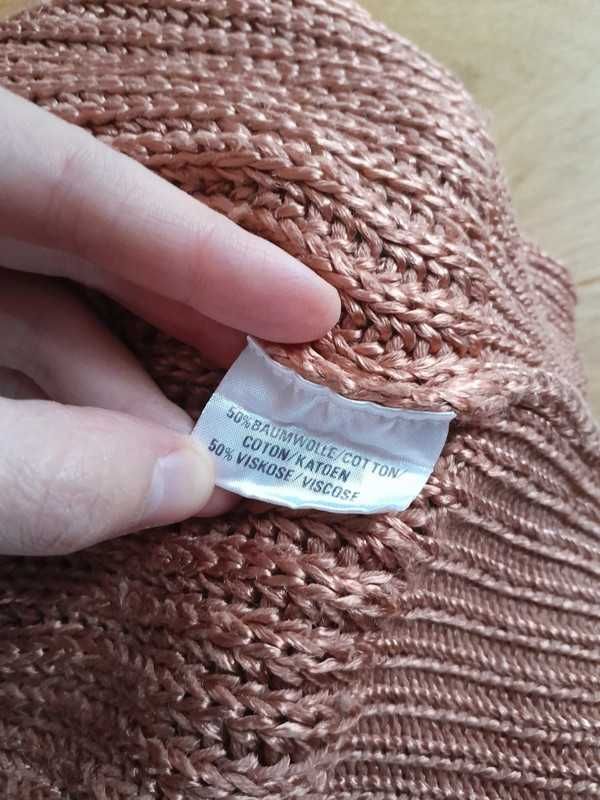 50% BAUMWOLLE/COTTON/
COTON/KATOEN
50% VISKOSE/VISCOSE